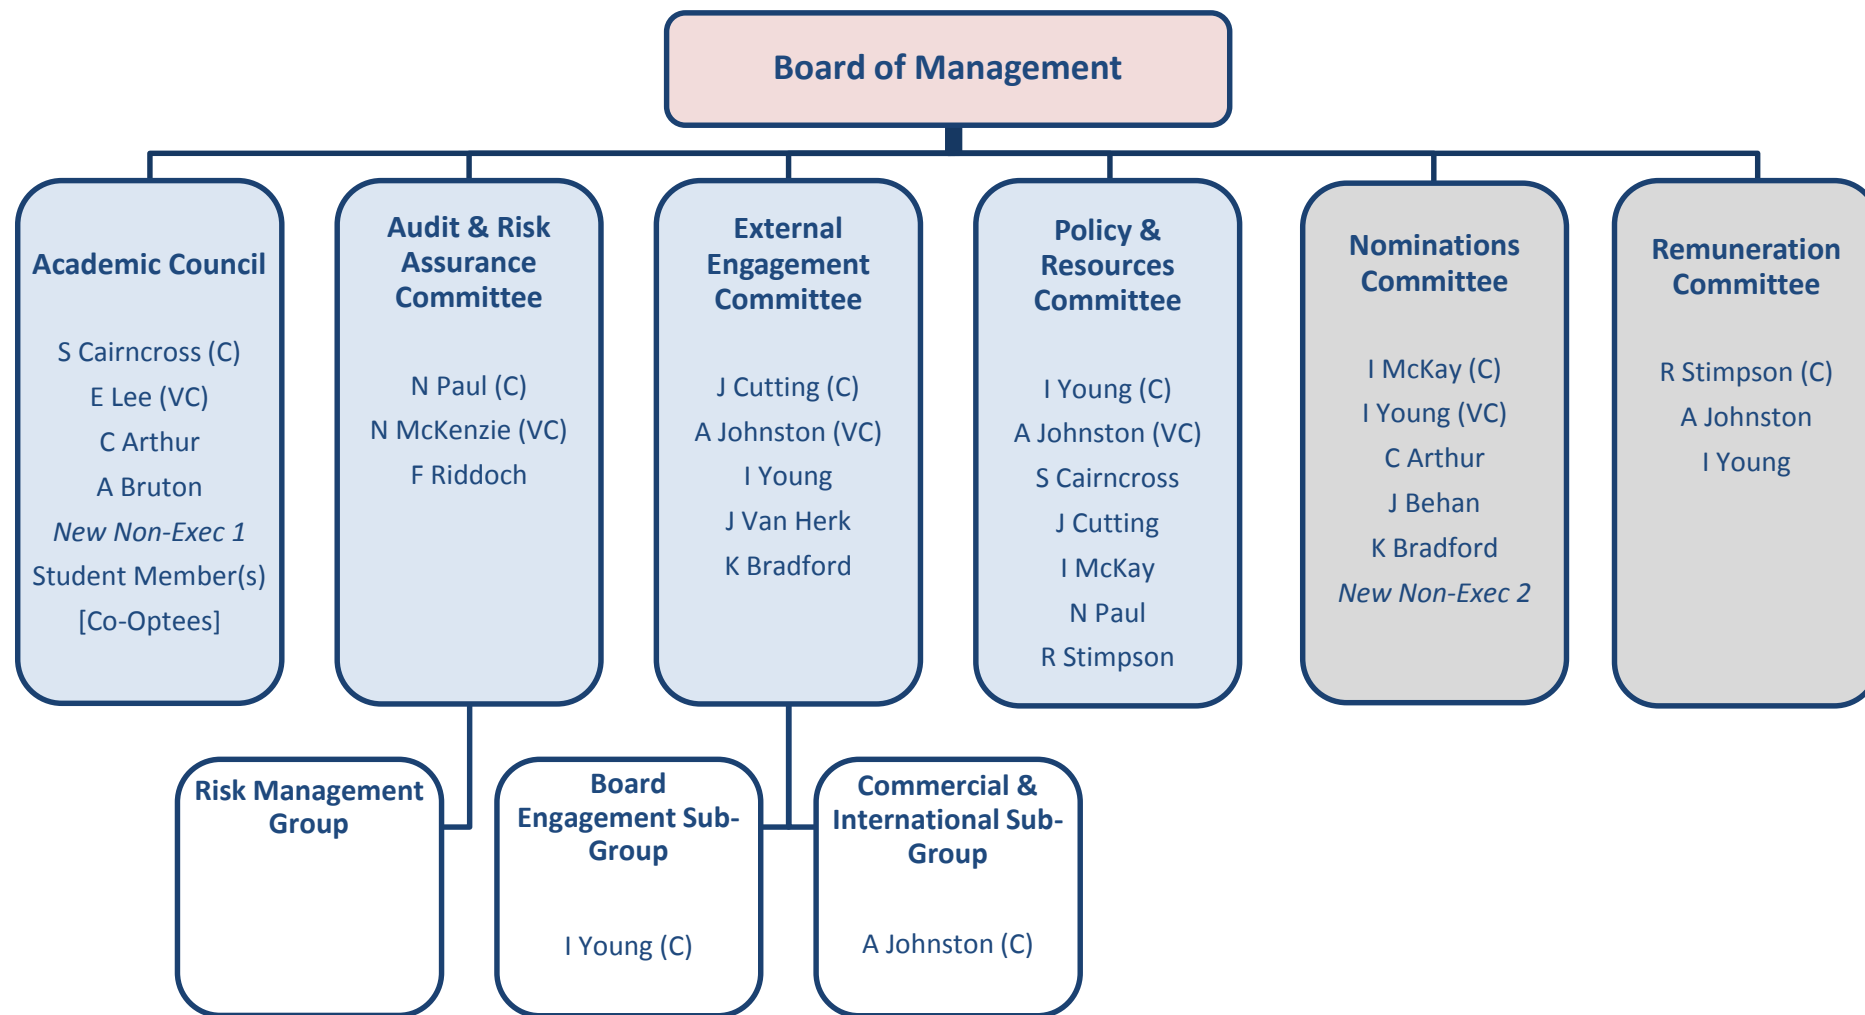 Board of Management
Academic Council
S Cairncross (C)
E Lee (VC)
C Arthur
A Bruton
New Non-Exec 1
Student Member(s)
[Co-Optees]
Audit & Risk
Assurance
Committee
N Paul (C)
N McKenzie (VC)
F Riddoch
External
Engagement
Committee
J Cutting (C)
A Johnston (VC)
I Young
J Van Herk
K Bradford
Policy &
Resources
Committee
I Young (C)
A Johnston (VC)
S Cairncross
J Cutting
I McKay
N Paul
R Stimpson
Nominations
Committee
I McKay (C)
I Young (VC)
C Arthur
J Behan
K Bradford
New Non-Exec 2
Remuneration
Committee
R Stimpson (C)
A Johnston
I Young
Risk Management
Group
Board
Engagement Sub-
Group
I Young (C)
Commercial &
International Sub-
Group
A Johnston (C)